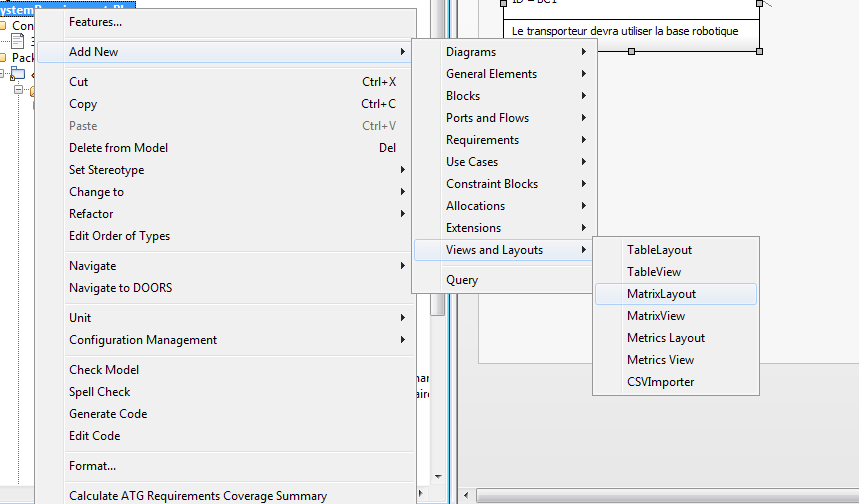 Con
Pack
Features...
Add New
Cut Ctrl+X
Copy Ctrl+C
Paste Ctrl+V
Delete from Model Del
Set Stereotype
Change to
Refactor
Edit Order of Types
Navigate
Navigate to DOORS
Unit
Configuration Management
Check Model
Spell Check
Generate Code
Edit Code
Format...
Calculate ATG Requirements Coverage Summary
Diagrams
General Elements
Blocks
Ports and Flows
Requirements
Use Cases
Constraint Blocks
Allocations
Extensions
Views and Layouts
Query
TableLayout
TableView
MatrixLayout
MatrixView
Metrics Layout
Metrics View
CSVImporter
Le transporteur devra utiliser la base robotique